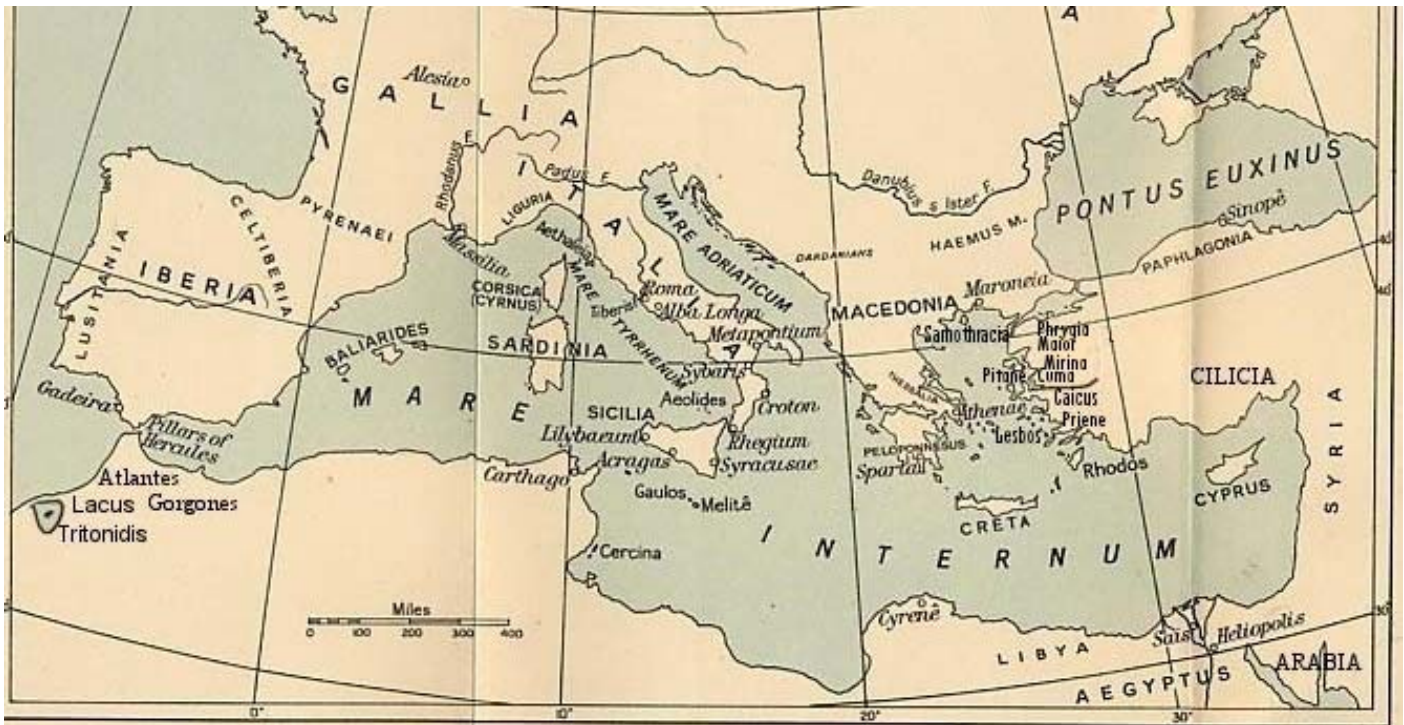 Alesia
GALLIA
Rhodanus F.
ITALIA
Padus F.
LIGURIA
Danubius s Ister F.
PONTUS EUXINUS
Sinopê
PAPHLAGONIA
HAEMUS M.
DARDANIANS
MARE ADRIATICUM
PYRENAEI
CELTIBERIA
IBERIA
LUSITANIA
Massilia
CORSICA
(CYRNUS)
MARE TYRRHENUM
Roma
Alba Longa
Metapontium
MACEDONIA
Maroneia
Samothracia
Phrygia
Maior
Mirina
Pitane
Cuma
Caicus
Priene
CILICIA
SYRIA
BALIARIDES
SARDINIA
Sybaris
Aeolides
Croton
THESSALIA
Athenae
Lesbos
PELOPONNESUS
Sparta
Rhodos
CYPRUS
CRETA
Gadeira
Pillars of
Hercules
MARE INTERNUM
SICILIA
Lilybaeum
Rhegium
Acragas
Syracusae
Carthago
Gaulos
Melitê
Cercina
Atlantes
Lacus
Gorgones
Tritonidis
Miles
0 100 200 300 400
Cyrenê
Sais
Heliopolis
LIBYA
AEGYPTUS
ARABIA
40
30°
0°
10°
20°
30°